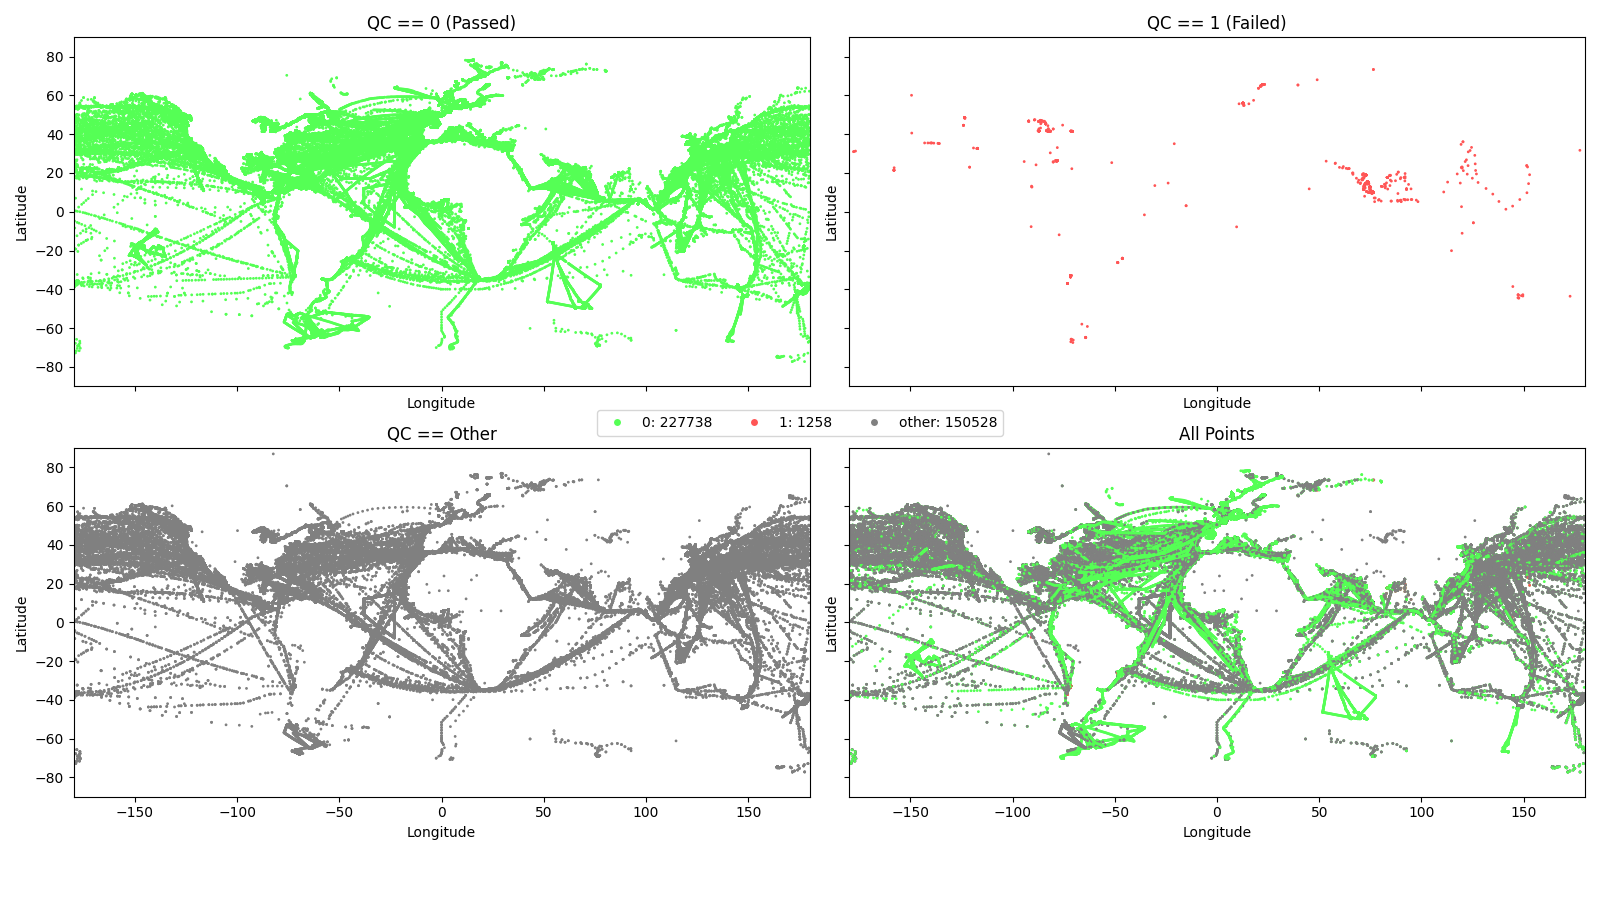 QC == 0 (Passed)
QC == 1 (Failed)
Latitude
80
60
40
20
0
−20
−40
−60
−80
Longitude
Latitude
Longitude
0: 227738
1: 1258
other: 150528
QC == Other
All Points
Latitude
80
60
40
20
0
−20
−40
−60
−80
−150
−100
−50
0
50
100
150
Longitude
Latitude
−150
−100
−50
0
50
100
150
Longitude